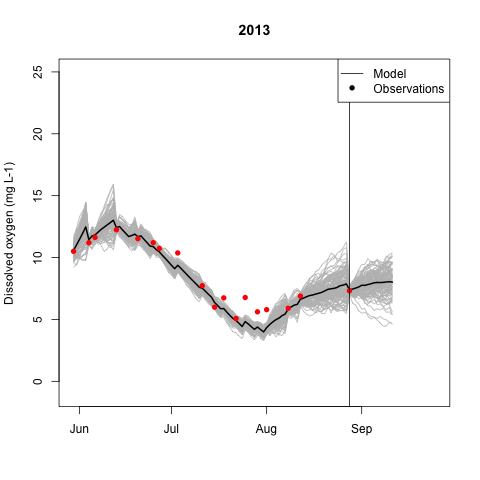 2013
Dissolved oxygen (mg L-1)
25
20
15
10
5
0
Model
Observations
Jun
Jul
Aug
Sep